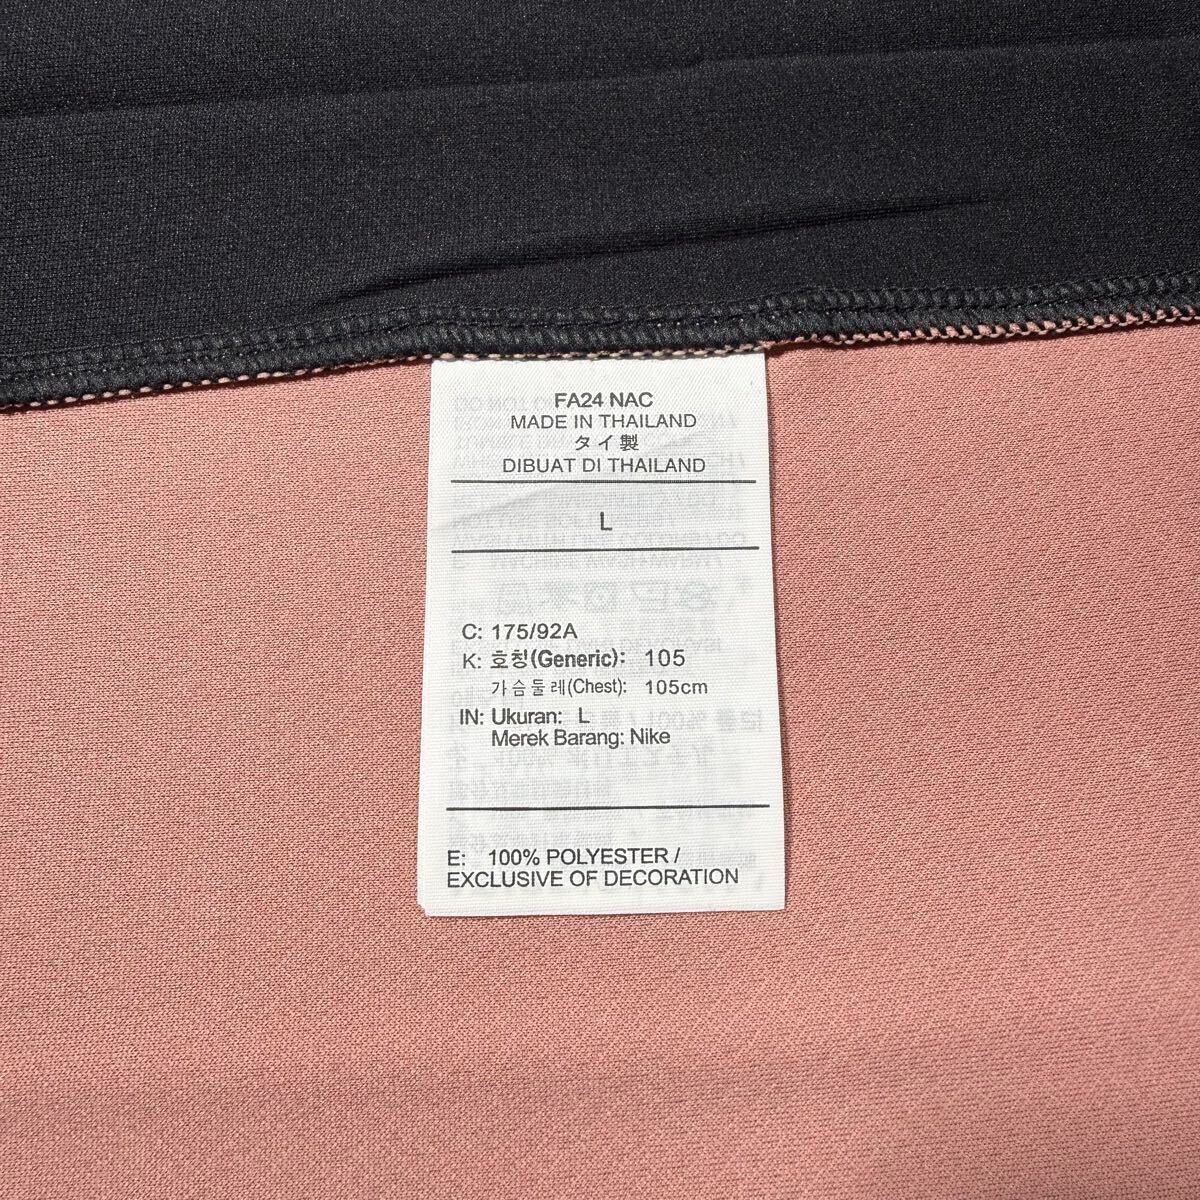 FA24 NAC
MADE IN THAILAND
タイ製
DIBUAT DI THAILAND
L
C: 175/92A
K: 호칭(Generic): 105
가슴둘레(Chest): 105cm
IN: Ukuran: L
Merek Barang: Nike
E: 100% POLYESTER /
EXCLUSIVE OF DECORATION